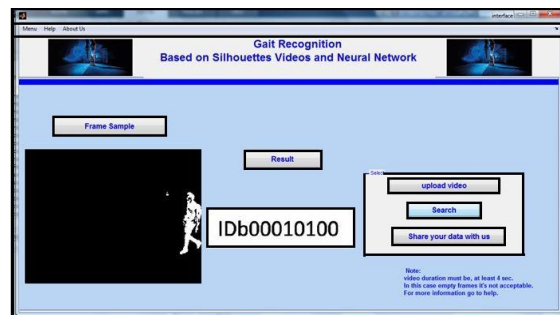 interface
Menu Help About Us
Gait Recognition
Based on Silhouettes Videos and Neural Network
Frame Sample
Result
IDb00010100
Select
upload video
Search
Share your data with us
Note:
video duration must be, at least 4 sec.
In this case empty frames it's not acceptable.
For more information go to help.